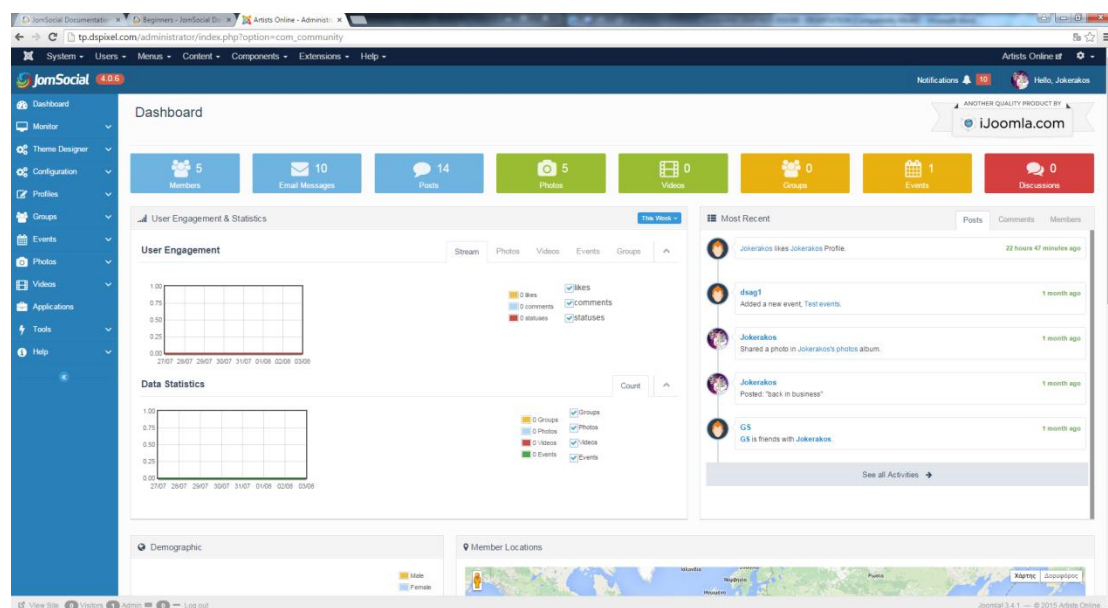 JomSocial Documentation
Beginners - JomSocial Do
Artists Online - Administ
tp.dspixel.com/administrator/index.php?option=com_community
System Users Menus Content Components Extensions Help
Artists Online
JomSocial 4.0.6
Notifications 10 Hello, Jokerakos
Dashboard
Monitor
Theme Designer
Configuration
Profiles
Groups
Events
Photos
Videos
Applications
Tools
Help
Dashboard
ANOTHER QUALITY PRODUCT BY
iJoomla.com
5
Members
10
Email Messages
14
Posts
5
Photos
0
Videos
0
Groups
1
Events
0
Discussions
User Engagement & Statistics
This Week
User Engagement
Stream Photos Videos Events Groups
1.00
0.75
0.50
0.25
0.00
27/07 28/07 29/07 30/07 31/07 01/08 02/08 03/08
0 likes
0 comments
0 statuses
likes
comments
statuses
Data Statistics
Count
1.00
0.75
0.50
0.25
0.00
27/07 28/07 29/07 30/07 31/07 01/08 02/08 03/08
0 Groups
0 Photos
0 Videos
0 Events
Groups
Photos
Videos
Events
Most Recent
Posts Comments Members
Jokerakos likes Jokerakos Profile.
22 hours 47 minutes ago
dsag1
1 month ago
Added a new event, Test events.
Jokerakos
1 month ago
Shared a photo in Jokerakos's photos album.
Jokerakos
1 month ago
Posted: "back in business"
GS
1 month ago
GS is friends with Jokerakos.
See all Activities
Demographic
Male
Female
Member Locations
Ισλανδία
Νορβηγία
Ηνωμένο
Ρωσία
Χάρτης Δορυφόρος
View Site 0 Visitors 1 Admin 0 Log out
Joomla! 3.4.1 — © 2015 Artists Online